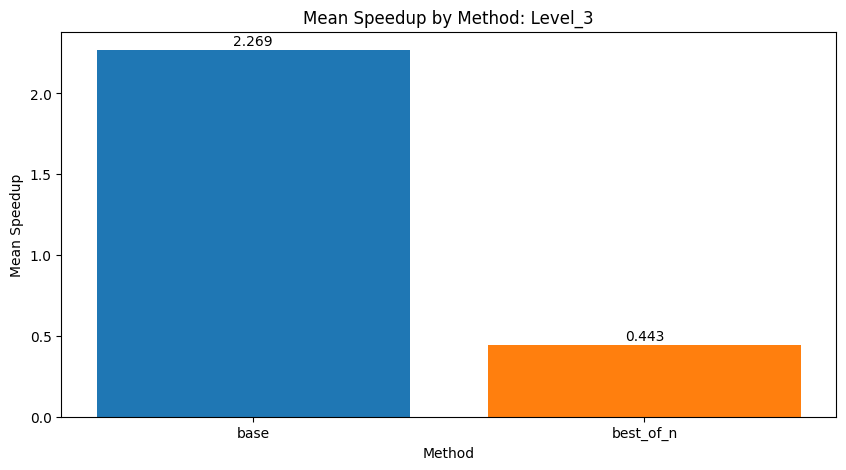 Mean Speedup by Method: Level_3
2.269
2.0
1.5
1.0
0.5
0.443
0.0
base
best_of_n
Mean Speedup
Method